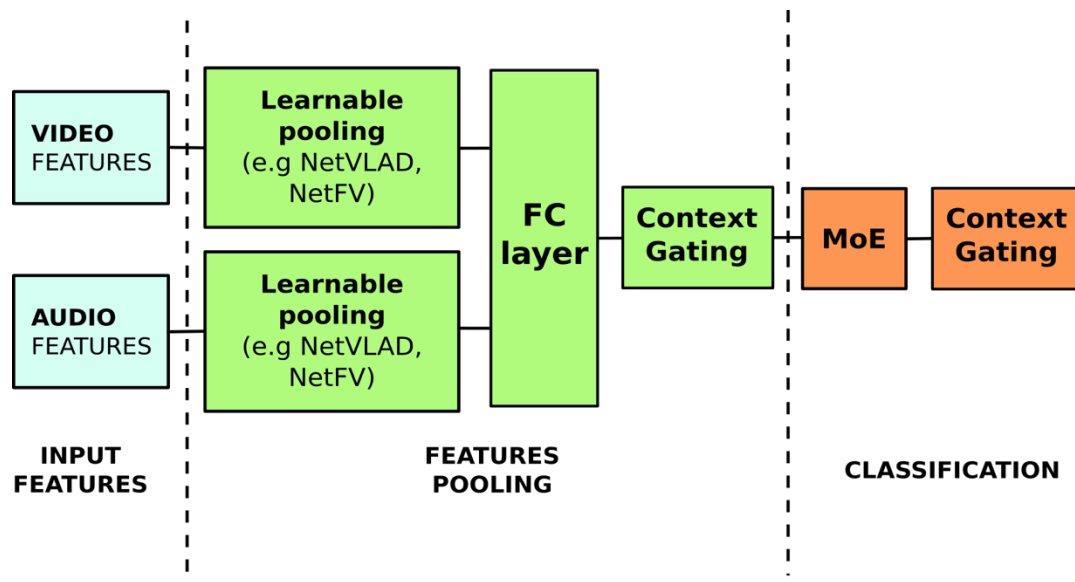 VIDEO
FEATURES
Learnable
pooling
(e.g NetVLAD,
NetFV)
AUDIO
FEATURES
Learnable
pooling
(e.g NetVLAD,
NetFV)
FC
layer
Context
Gating
MoE
Context
Gating
INPUT
FEATURES
FEATURES
POOLING
CLASSIFICATION